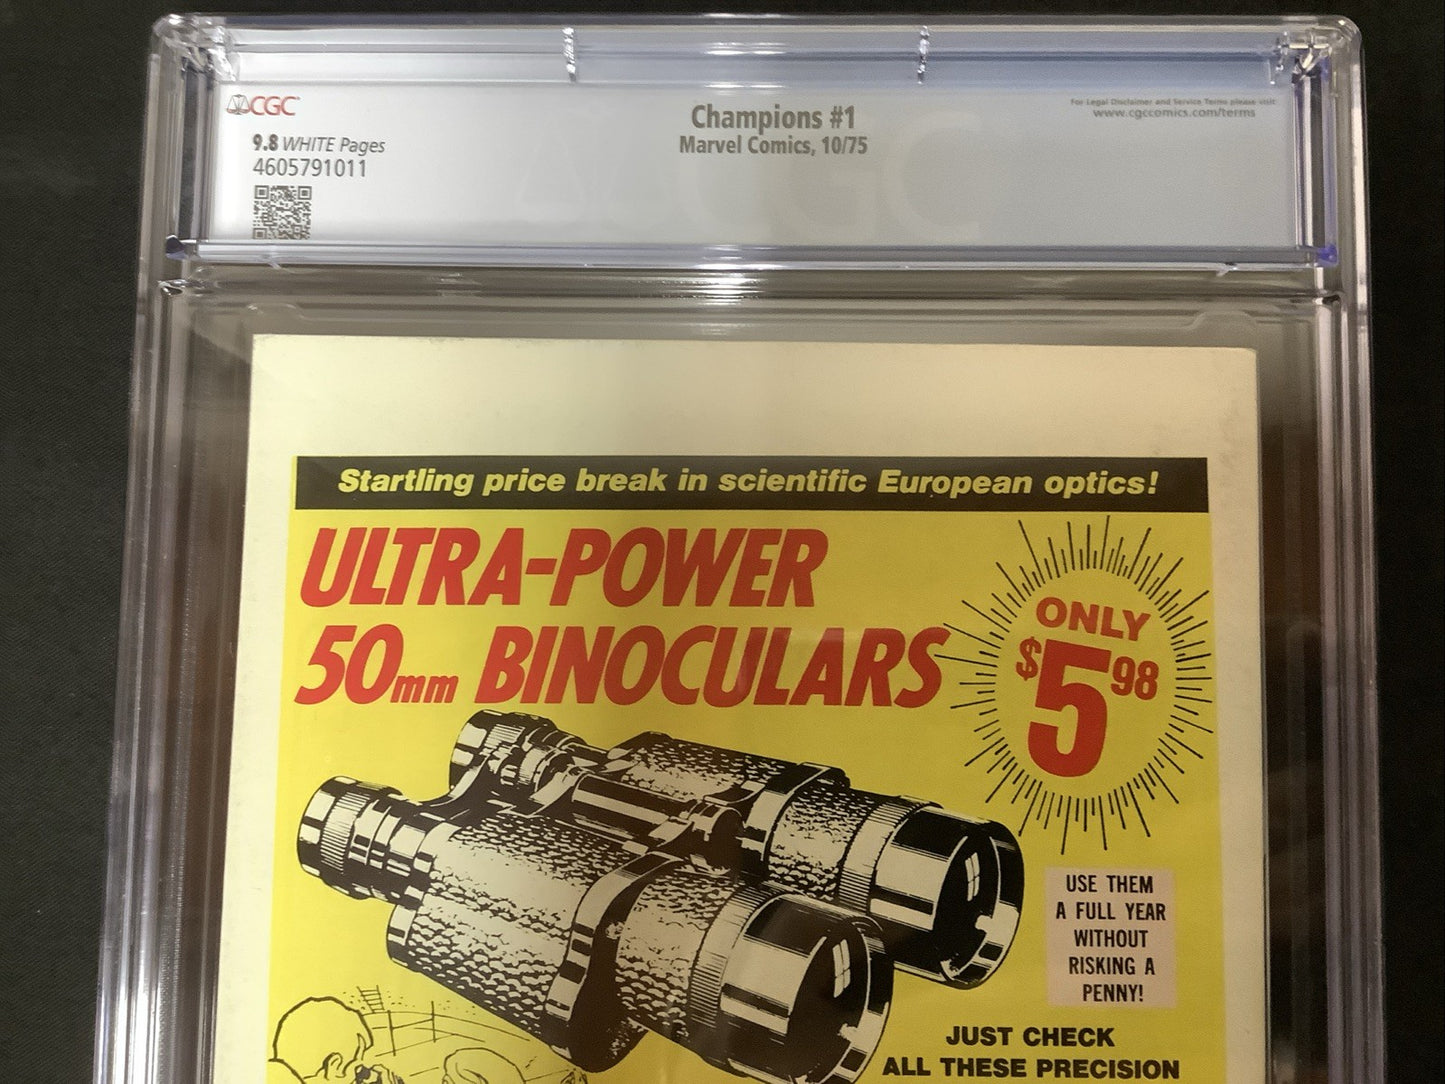 CGC
9.8 WHITE Pages
4605791011
Champions #1
Marvel Comics, 10/75
For Legal Disclaimer and Service Terms please visit
www.cgccomics.com/terms
CGC
Startling price break in scientific European optics!
ULTRA-POWER
50mm BINOCULARS
ONLY
$5.98
USE THEM
A FULL YEAR
WITHOUT
RISKING A
PENNY!
JUST CHECK
ALL THESE PRECISION